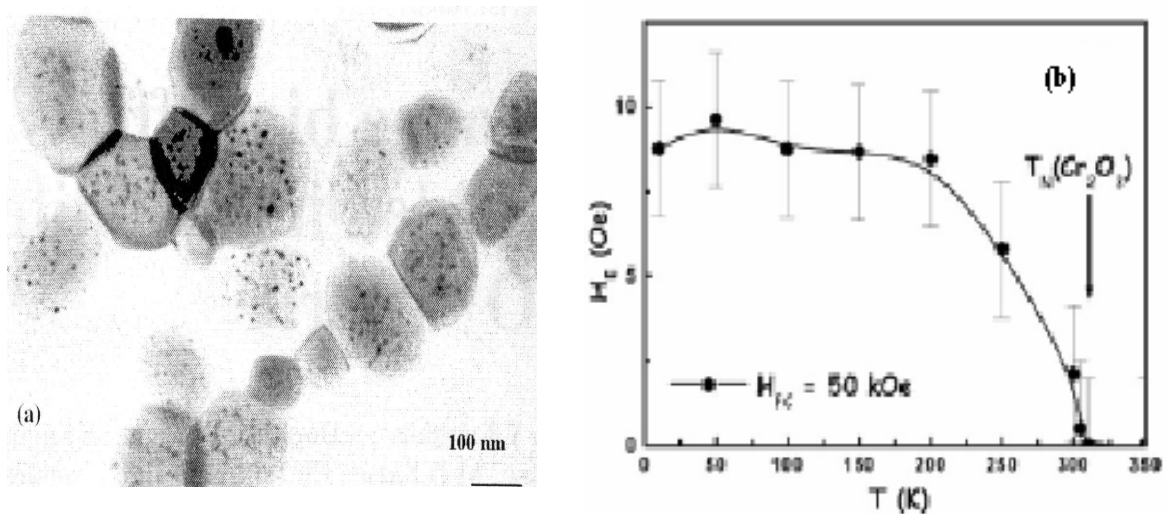 (a)
100 nm
(b)
10
5
0
H_E (Oe)
T_N(Cr₂O₃)
H_FC = 50 kOe
0 50 100 150 200 250 300 350
T (K)